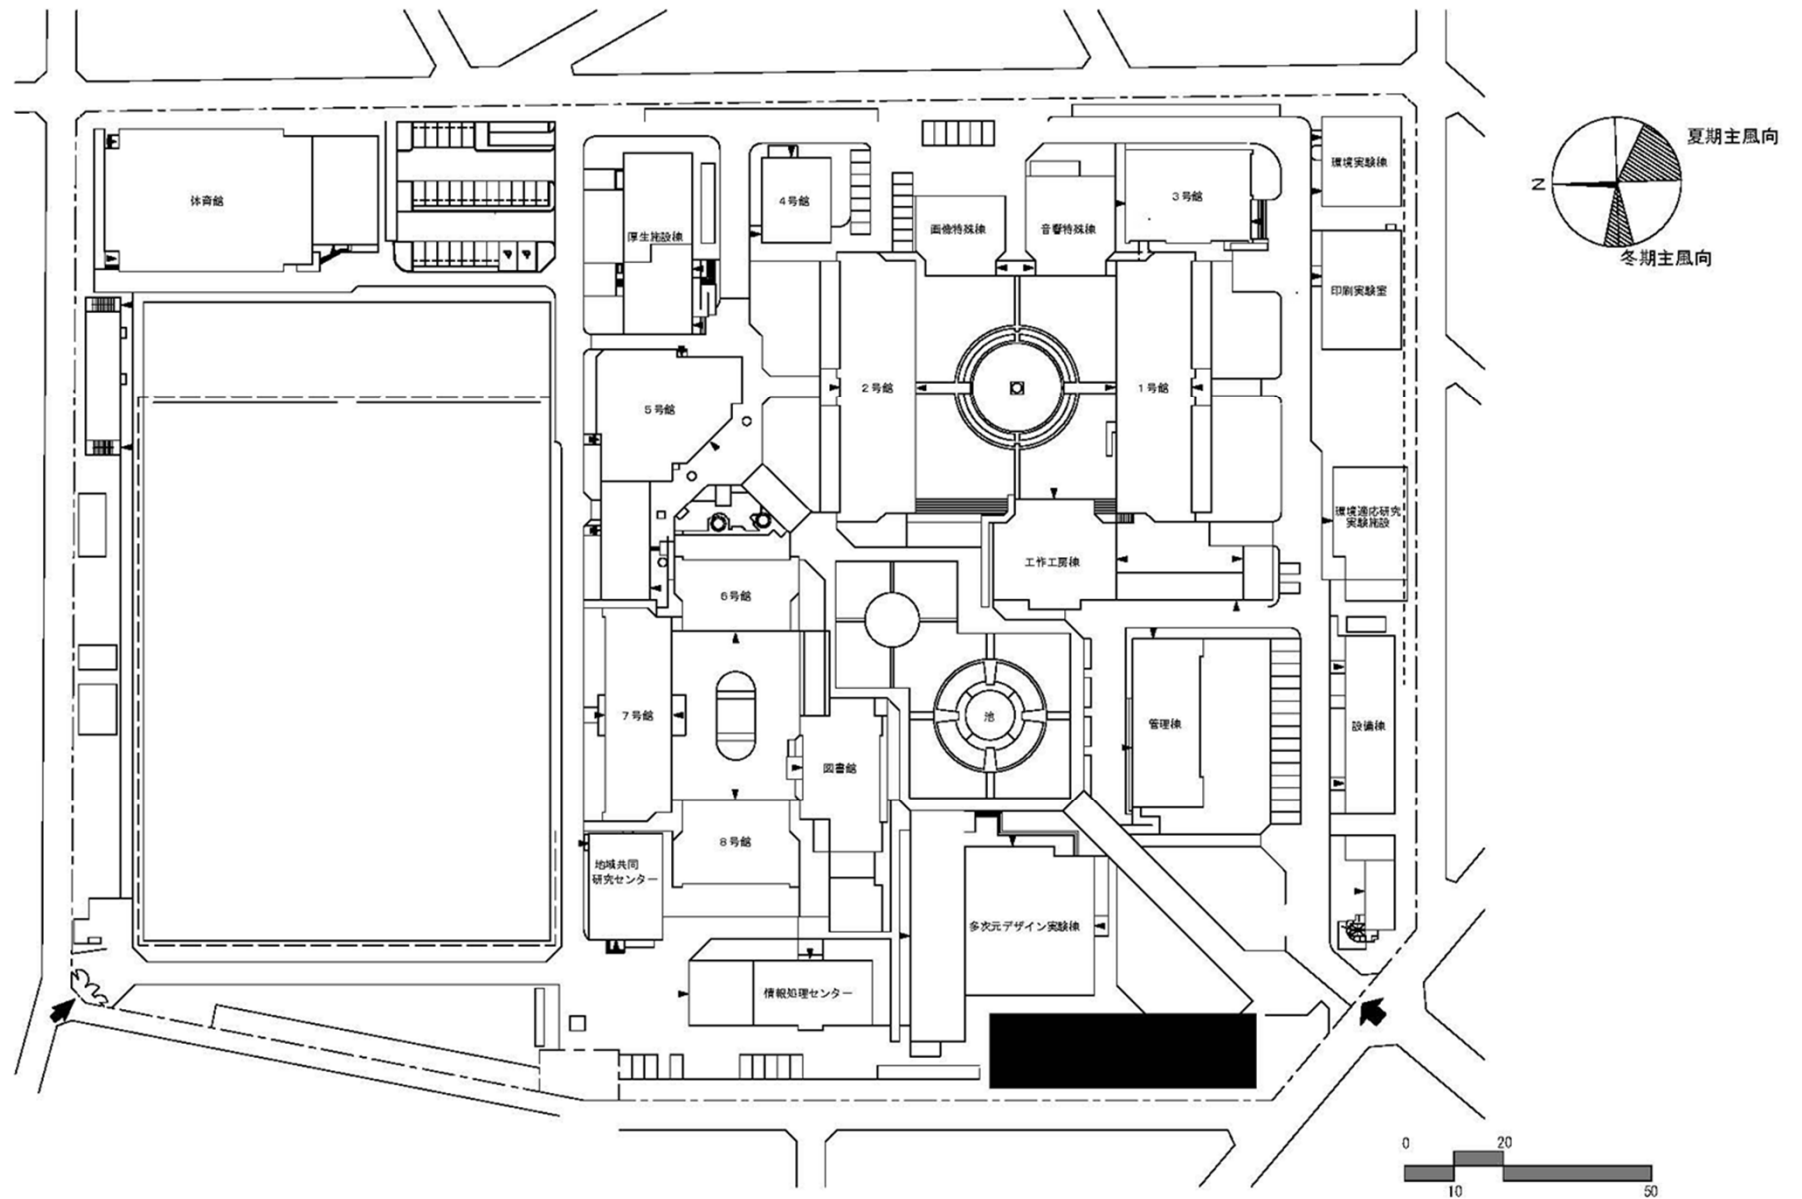 夏期主風向
N
冬期主風向
体育館
厚生施設棟
4号館
画像特殊棟
音響特殊棟
3号館
環境実験棟
印刷実験室
5号館
2号館
1号館
環境適応研究
実験施設
工作工房棟
6号館
7号館
池
管理棟
設備棟
図書館
8号館
地域共同
研究センター
多次元デザイン実験棟
情報処理センター
0 20
10 50